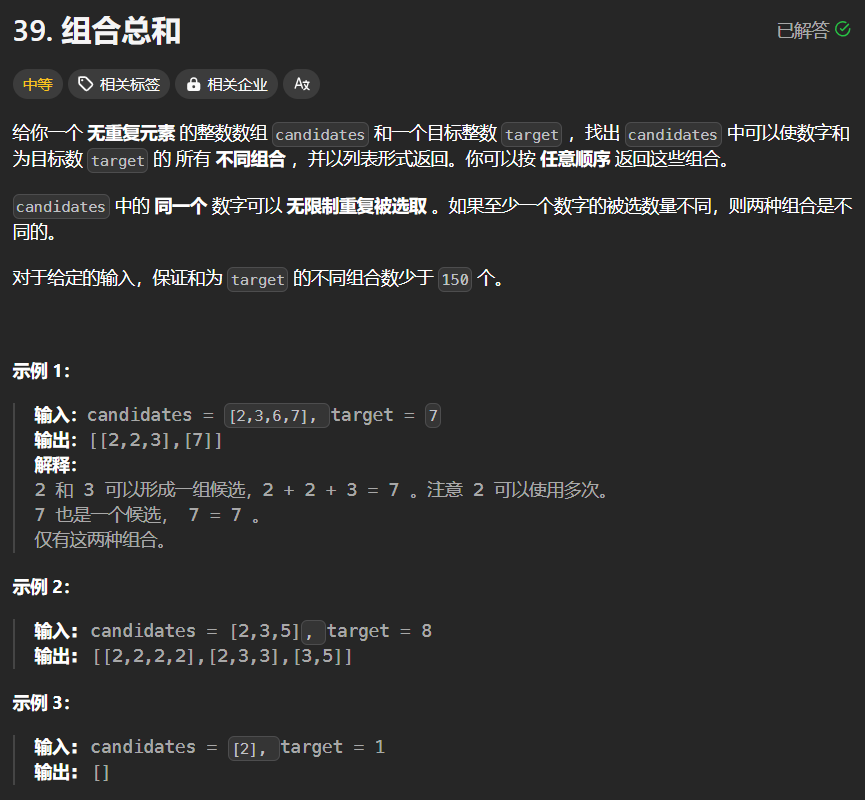 39. 组合总和
已解答
中等 相关标签 相关企业 Az
给你一个 无重复元素 的整数数组 candidates 和一个目标整数 target ，找出 candidates 中可以使数字和
为目标数 target 的 所有 不同组合 ，并以列表形式返回。你可以按 任意顺序 返回这些组合。
candidates 中的 同一个 数字可以 无限制重复被选取 。如果至少一个数字的被选数量不同，则两种组合是不
同的。
对于给定的输入，保证和为 target 的不同组合数少于 150 个。
示例 1：
输入：candidates = [2,3,6,7], target = 7
输出：[[2,2,3],[7]]
解释：
2 和 3 可以形成一组候选，2 + 2 + 3 = 7 。注意 2 可以使用多次。
7 也是一个候选， 7 = 7 。
仅有这两种组合。
示例 2：
输入：candidates = [2,3,5], target = 8
输出：[[2,2,2,2],[2,3,3],[3,5]]
示例 3：
输入：candidates = [2], target = 1
输出：[]